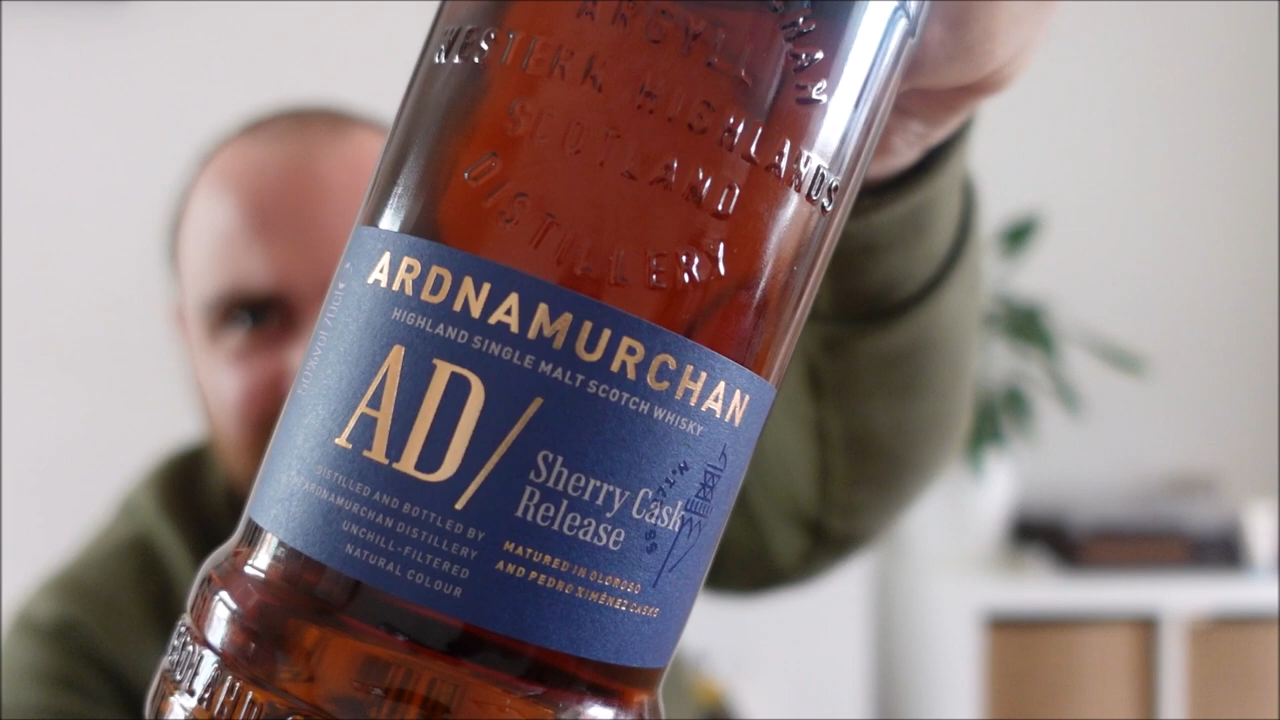 ARGYLL
WESTERN HIGHLANDS
SCOTLAND
DISTILLERY
ARDNAMURCHAN
HIGHLAND SINGLE MALT SCOTCH WHISKY
AD/
Sherry Cask
Release
MATURED IN OLOROSO
AND PEDRO XIMÉNEZ CASKS
DISTILLED AND BOTTLED BY
ARDNAMURCHAN DISTILLERY
UNCHILL-FILTERED
NATURAL COLOUR